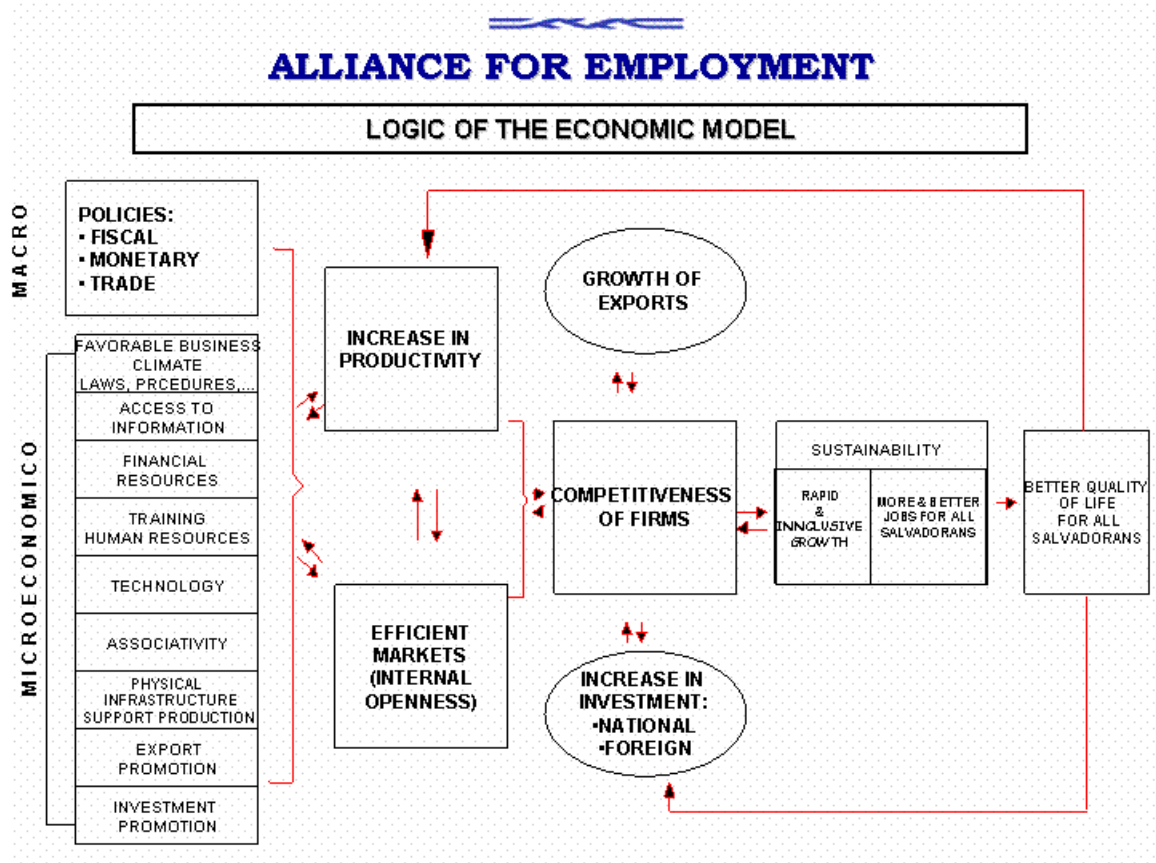 ALLIANCE FOR EMPLOYMENT
LOGIC OF THE ECONOMIC MODEL
MACRO
POLICIES:
• FISCAL
• MONETARY
• TRADE
MICROECONOMICO
FAVORABLE BUSINESS
CLIMATE
LAWS, PRCEDURES,...
ACCESS TO
INFORMATION
FINANCIAL
RESOURCES
TRAINING
HUMAN RESOURCES
TECHNOLOGY
ASSOCIATIVITY
PHYSICAL
INFRASTRUCTURE
SUPPORT PRODUCTION
EXPORT
PROMOTION
INVESTMENT
PROMOTION
INCREASE IN
PRODUCTIVITY
EFFICIENT
MARKETS
(INTERNAL
OPENNESS)
GROWTH OF
EXPORTS
COMPETITIVENESS
OF FIRMS
INCREASE IN
INVESTMENT:
•NATIONAL
•FOREIGN
SUSTAINABILITY
RAPID
&
INNCLUSIVE
GROWTH
MORE & BETTER
JOBS FOR ALL
SALVADORANS
BETTER QUALITY
OF LIFE
FOR ALL
SALVADORANS